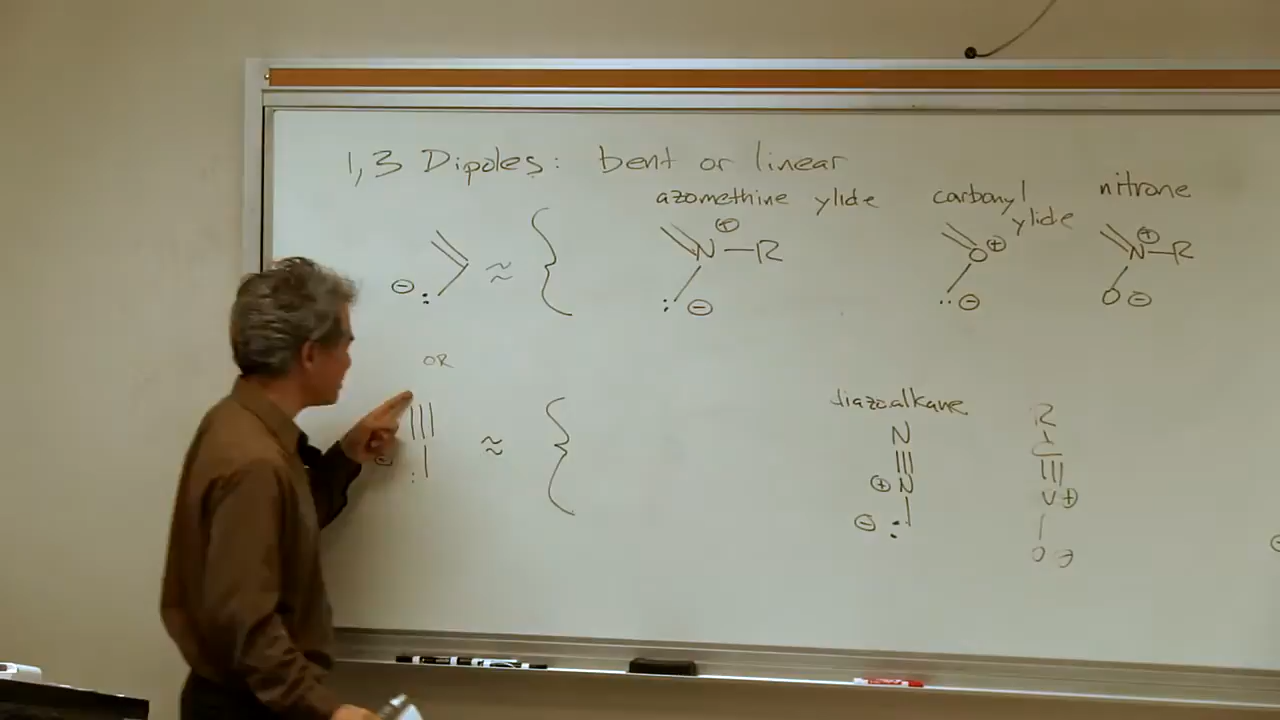 1,3 Dipoles: bent or linear
azomethine ylide
carbonyl ylide
nitrone
⊖ : ≈ { N ⊕ — R : ⊖
O ⊕ : ⊖
N ⊕ — R O ⊖
OR
⊖ : ≈ {
diazoalkane
N
⊕ N
⊖ :
R
C
N +
O ⊖